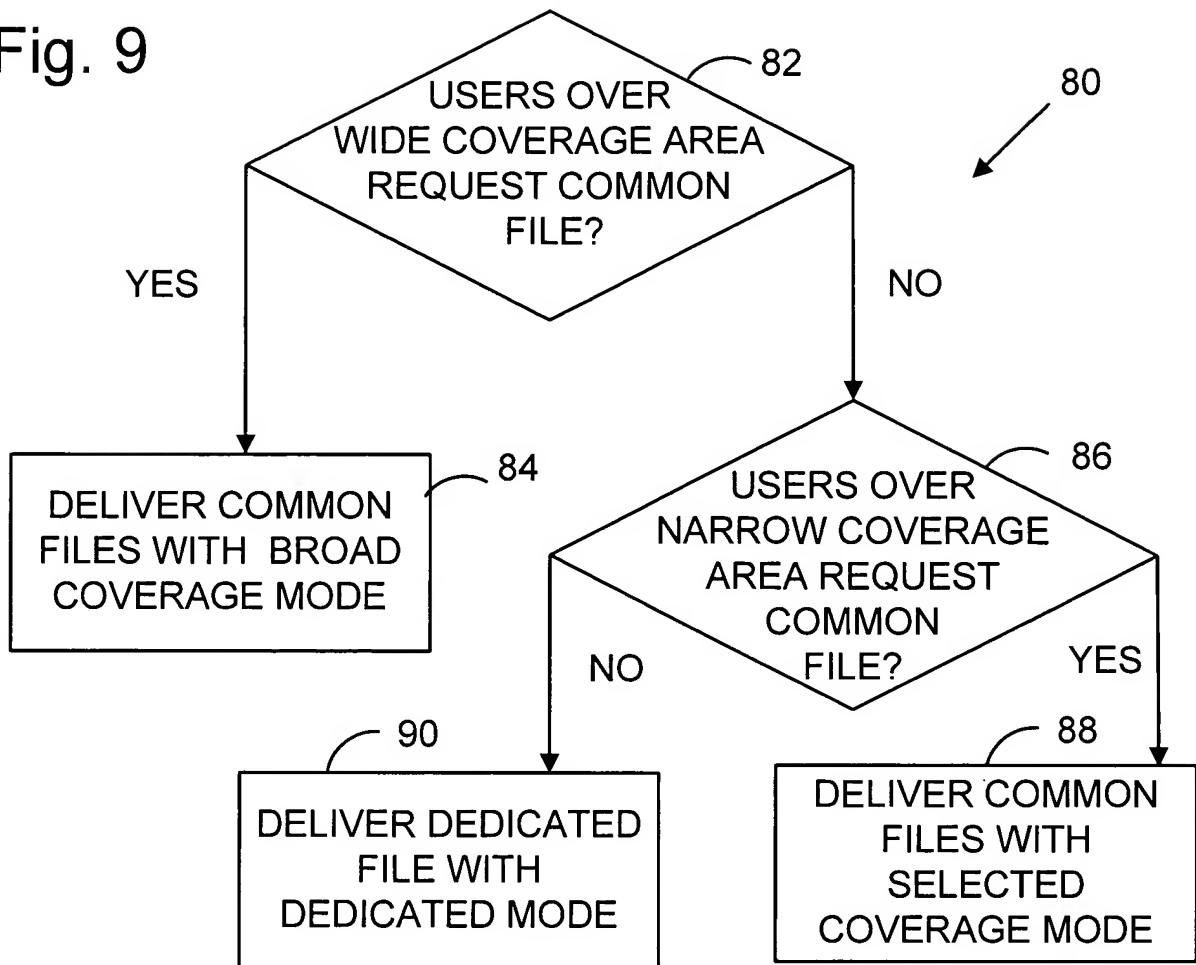 Fig. 9
82
80
USERS OVER
WIDE COVERAGE AREA
REQUEST COMMON
FILE?
YES
NO
84
DELIVER COMMON
FILES WITH BROAD
COVERAGE MODE
86
USERS OVER
NARROW COVERAGE
AREA REQUEST
COMMON
FILE?
NO
YES
90
DELIVER DEDICATED
FILE WITH
DEDICATED MODE
88
DELIVER COMMON
FILES WITH
SELECTED
COVERAGE MODE